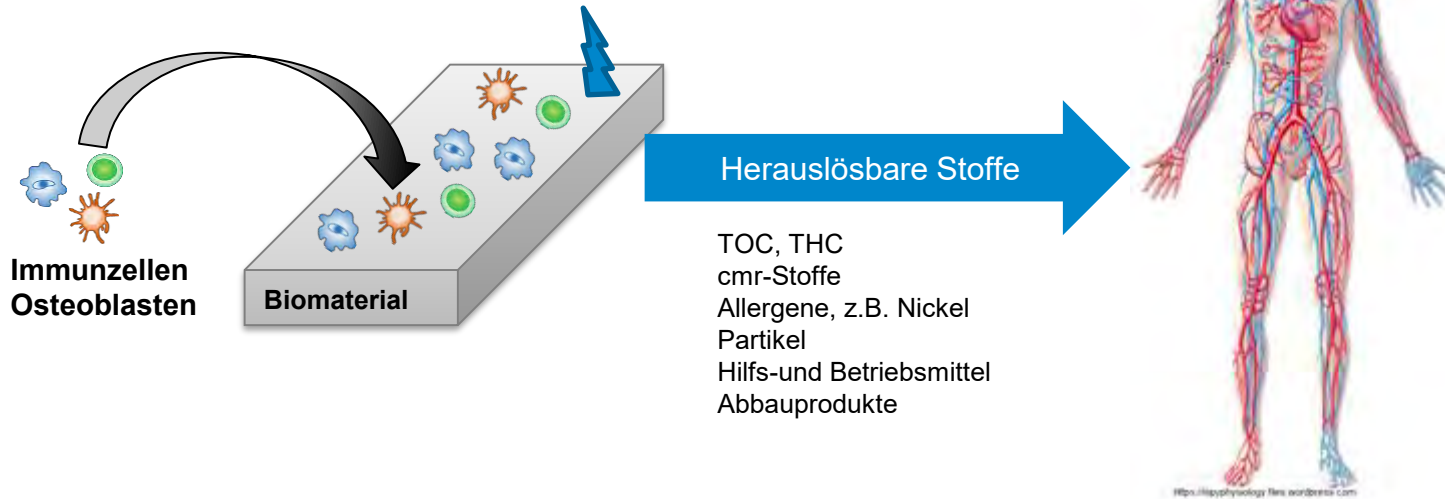 Immunzellen
Osteoblasten
Biomaterial
Herauslösbare Stoffe
TOC, THC
cmr-Stoffe
Allergene, z.B. Nickel
Partikel
Hilfs-und Betriebsmittel
Abbauprodukte